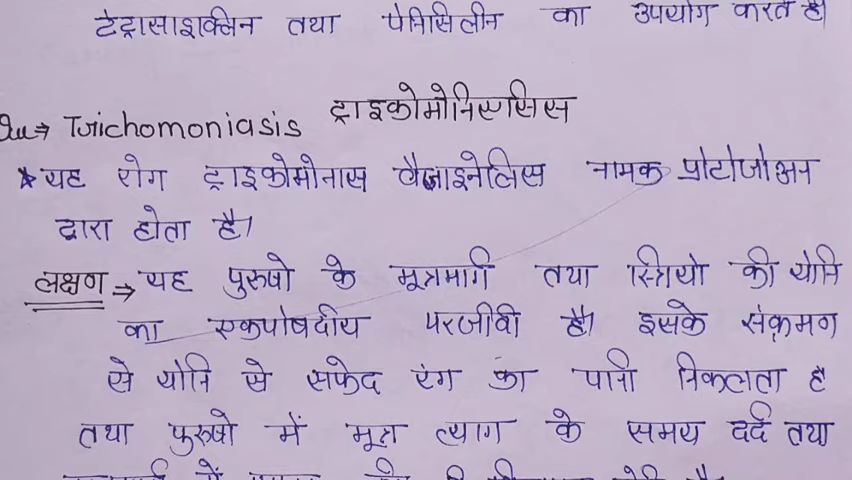 टेट्रासाइक्लिन तथा पेनिसिलीन का उपयोग करते है।
iii⇒ Trichomoniasis ट्राइकोमोनिएसिस
* यह रोग ट्राइकोमोनास वैजाइनेलिस नामक प्रोटोजोअन
द्वारा होता है।
लक्षण ⇒ यह पुरुषो के मूत्रमार्ग तथा स्त्रियो की योनि
का एकपोषदीय परजीवी है। इसके संक्रमण
से योनि से सफेद रंग का पानी निकलता है
तथा पुरुषो में मूत्र त्याग के समय दर्द तथा